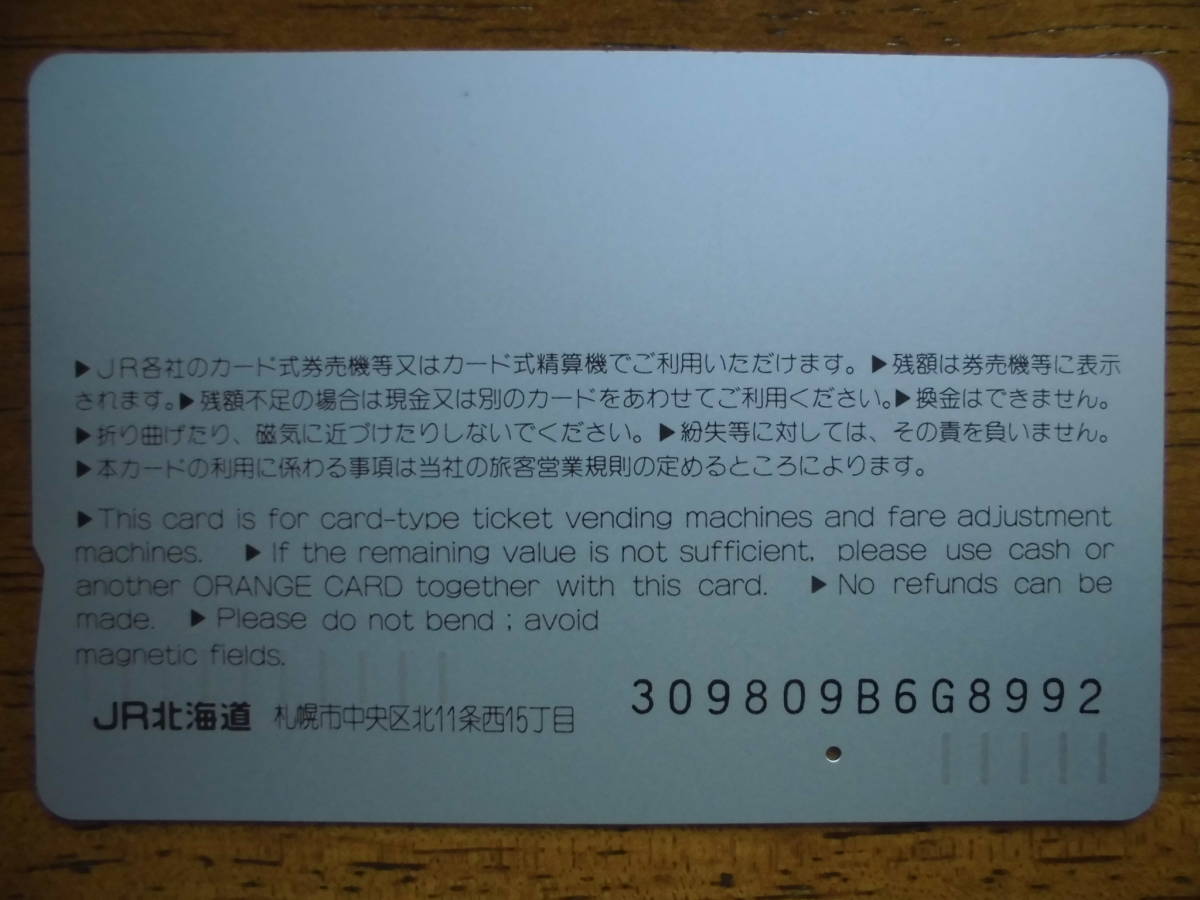 ▶JR各社のカード式券売機等又はカード式精算機でご利用いただけます。▶残額は券売機等に表示
されます。▶残額不足の場合は現金又は別のカードをあわせてご利用ください。▶換金はできません。
▶折り曲げたり、磁気に近づけたりしないでください。▶紛失等に対しては、その責を負いません。
▶本カードの利用に係わる事項は当社の旅客営業規則の定めるところによります。
▶This card is for card-type ticket vending machines and fare adjustment
machines. ▶If the remaining value is not sufficient, please use cash or
another ORANGE CARD together with this card. ▶No refunds can be
made. ▶Please do not bend ; avoid
magnetic fields.
309809B6G8992
JR北海道 札幌市中央区北11条西15丁目